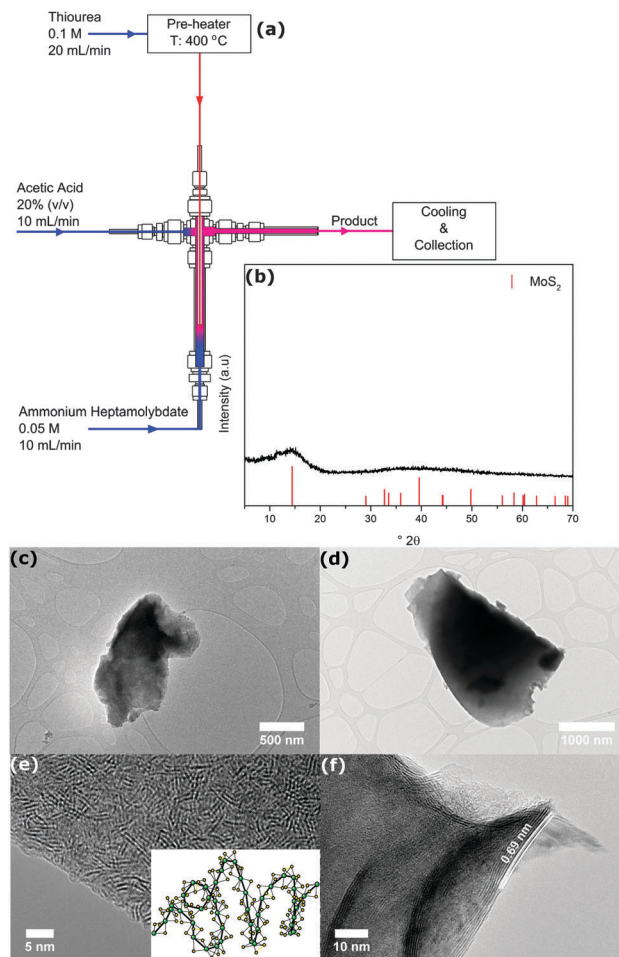 Thiourea
0.1 M
20 mL/min
Pre-heater
T: 400 °C
(a)
Acetic Acid
20% (v/v)
10 mL/min
Product
Cooling
&
Collection
Ammonium Heptamolybdate
0.05 M
10 mL/min
(b)
MoS₂
Intensity (a.u)
10 20 30 40 50 60 70
° 2θ
(c)
500 nm
(d)
1000 nm
(e)
5 nm
(f)
0.69 nm
10 nm